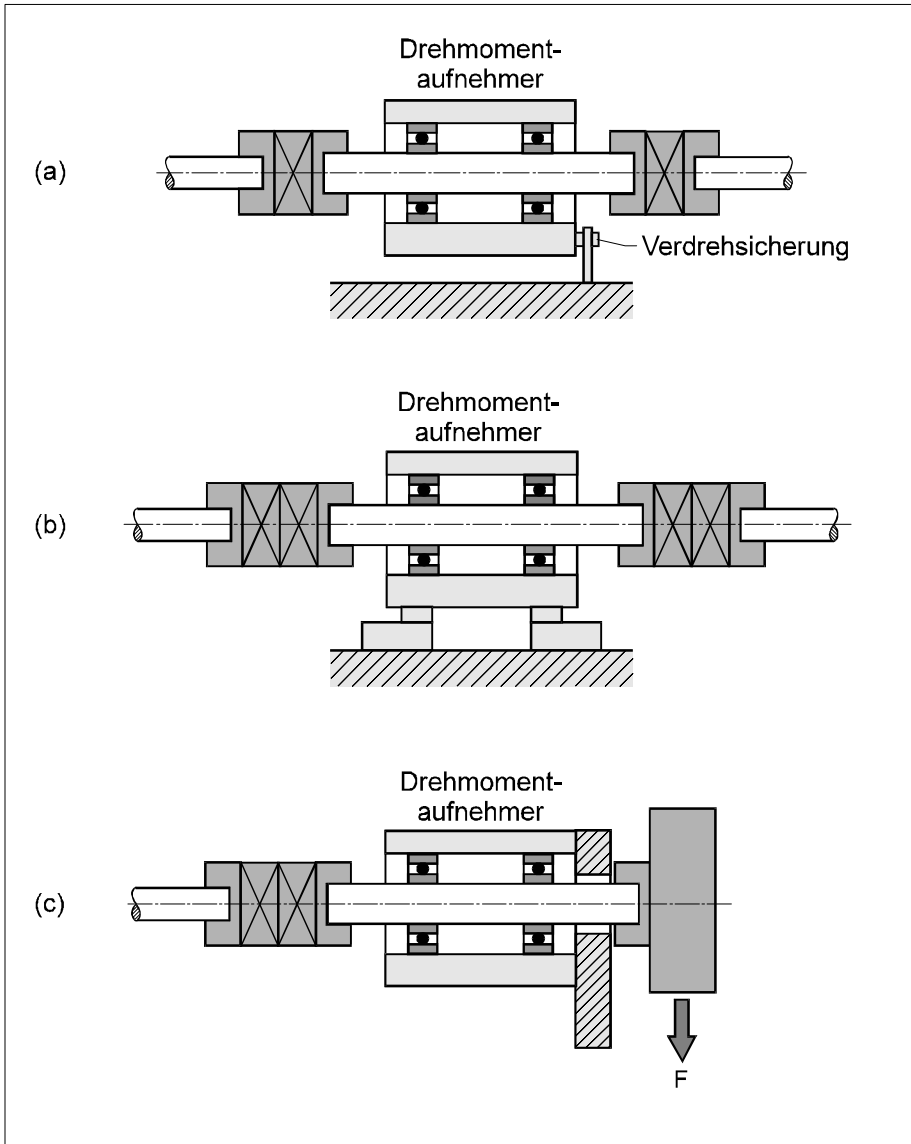 Drehmoment-
aufnehmer
(a)
Verdrehsicherung
Drehmoment-
aufnehmer
(b)
Drehmoment-
aufnehmer
(c)
F